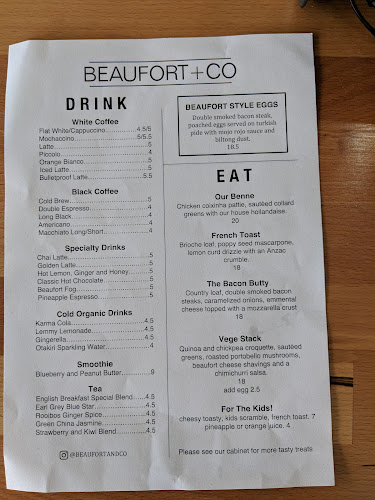 BEAUFORT+CO
DRINK
White Coffee
Flat White/Cappuccino..............4.5/5
Mochaccino..............5/5.5
Latte..............5
Piccolo..............4
Orange Bianco..............5
Iced Latte..............5
Bulletproof Latte..............5.5
Black Coffee
Cold Brew..............5
Double Espresso..............4
Long Black..............4
Americano..............4
Macchiato Long/Short..............4
Specialty Drinks
Chai Latte..............5
Golden Latte..............5
Hot Lemon, Ginger and Honey..............5
Classic Hot Chocolate..............5
Beaufort Fog..............5
Pineapple Espresso..............5
Cold Organic Drinks
Karma Cola..............4.5
Lemmy Lemonade..............4.5
Gingerella..............4.5
Otakiri Sparkling Water..............4
Smoothie
Blueberry and Peanut Butter..............9
Tea
English Breakfast Special Blend.....4.5
Earl Grey Blue Star..............4.5
Rooibos Ginger Spice..............4.5
Green China Jasmine..............4.5
Strawberry and Kiwi Blend..............4.5
@BEAUFORTANDCO
BEAUFORT STYLE EGGS
Double smoked bacon steak,
poached eggs served on turkish
pide with mojo rojo sauce and
biltong dust.
18.5
EAT
Our Benne
Chicken coxinha pattie, sautéed collard
greens with our house hollandaise.
20
French Toast
Brioche loaf, poppy seed mascarpone,
lemon curd drizzle with an Anzac
crumble.
18
The Bacon Butty
Country loaf, double smoked bacon
steaks, caramelized onions, emmental
cheese topped with a mozzarella crust
18
Vege Stack
Quinoa and chickpea croquette, sautéed
greens, roasted portobello mushrooms,
beaufort cheese shavings and a
chimichurri salsa.
18
add egg 2.5
For The Kids!
cheesy toasty, kids scramble, french toast. 7
pineapple or orange juice. 4
Please see our cabinet for more tasty treats